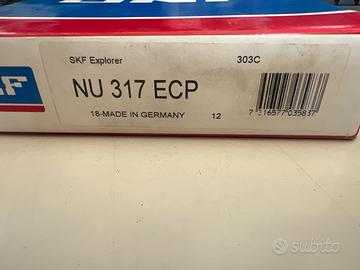 SKF Explorer 303C
NU 317 ECP
18-MADE IN GERMANY 12
7 316577 035837
subito